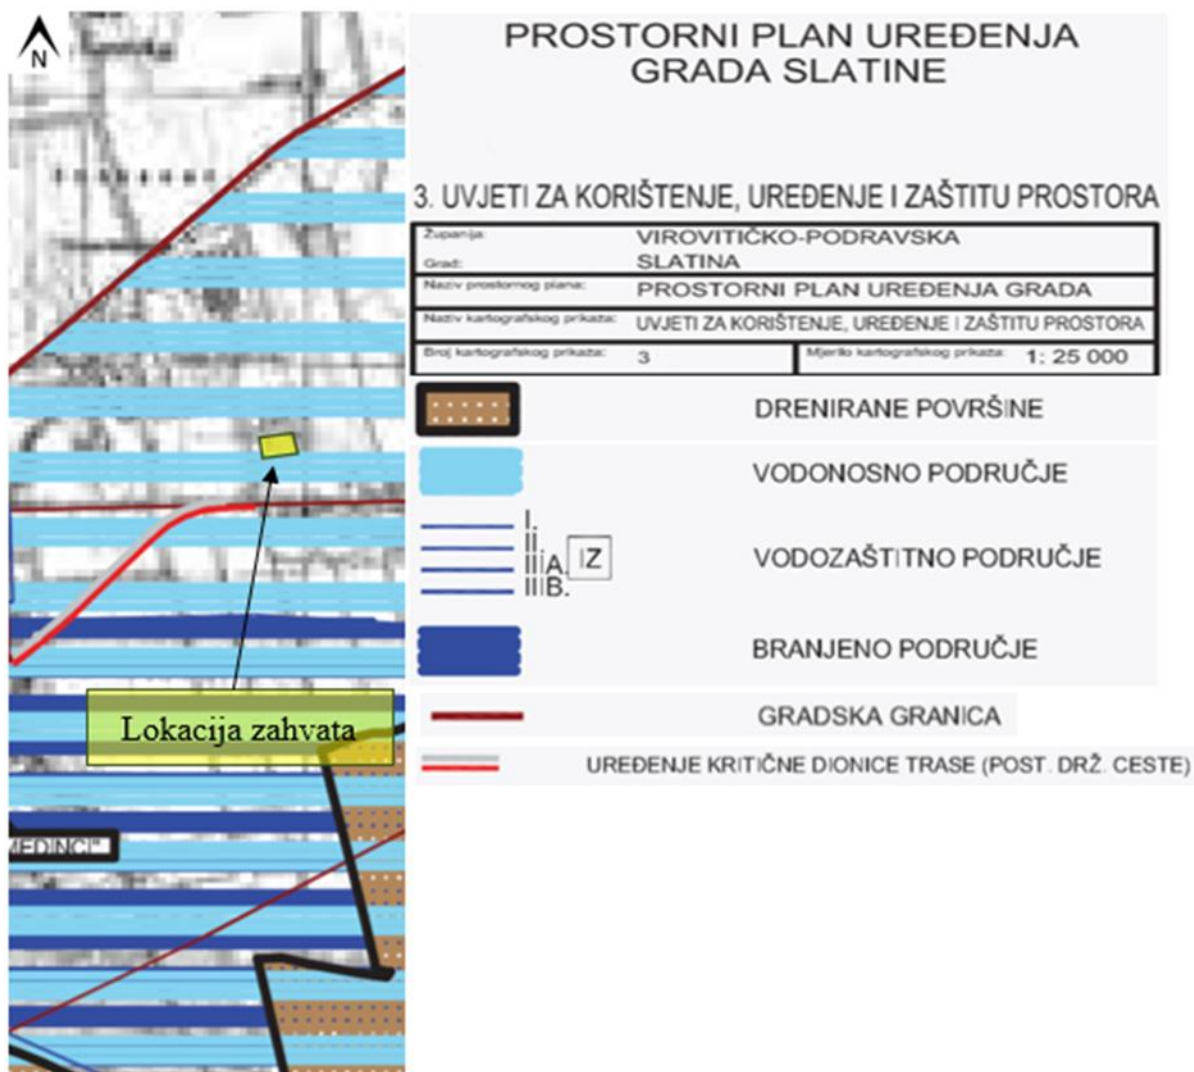 N
PROSTORNI PLAN UREĐENJA
GRADA SLATINE
3. UVJETI ZA KORIŠTENJE, UREĐENJE I ZAŠTITU PROSTORA
Županija: VIROVITIČKO-PODRAVSKA
Grad: SLATINA
Naziv prostornog plana: PROSTORNI PLAN UREĐENJA GRADA
Naziv kartografskog prikaza: UVJETI ZA KORIŠTENJE, UREĐENJE I ZAŠTITU PROSTORA
Broj kartografskog prikaza: 3 Mjerilo kartografskog prikaza: 1: 25 000
DRENIRANE POVRŠINE
VODONOSNO PODRUČJE
I.
II.
IIIA. IZ VODOZAŠTITNO PODRUČJE
IIIB.
BRANJENO PODRUČJE
Lokacija zahvata
GRADSKA GRANICA
UREĐENJE KRITIČNE DIONICE TRASE (POST. DRŽ. CESTE)
MEDINCI"